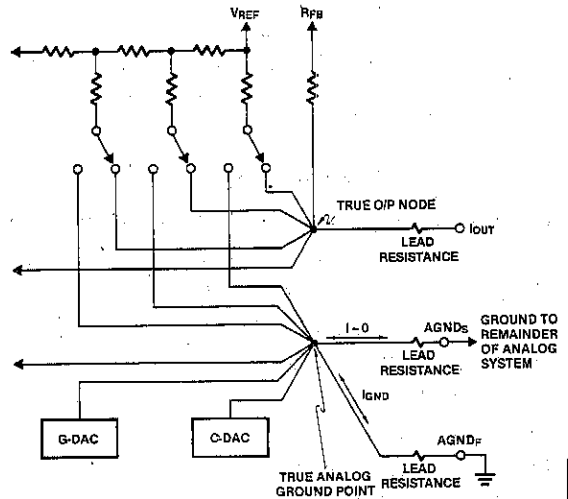 VREF
RFB
TRUE O/P NODE
IOUT
LEAD
RESISTANCE
I–0
AGNDS
GROUND TO
REMAINDER
OF ANALOG
SYSTEM
LEAD
RESISTANCE
IGND
G-DAC
C-DAC
AGNDF
TRUE ANALOG
GROUND POINT
LEAD
RESISTANCE